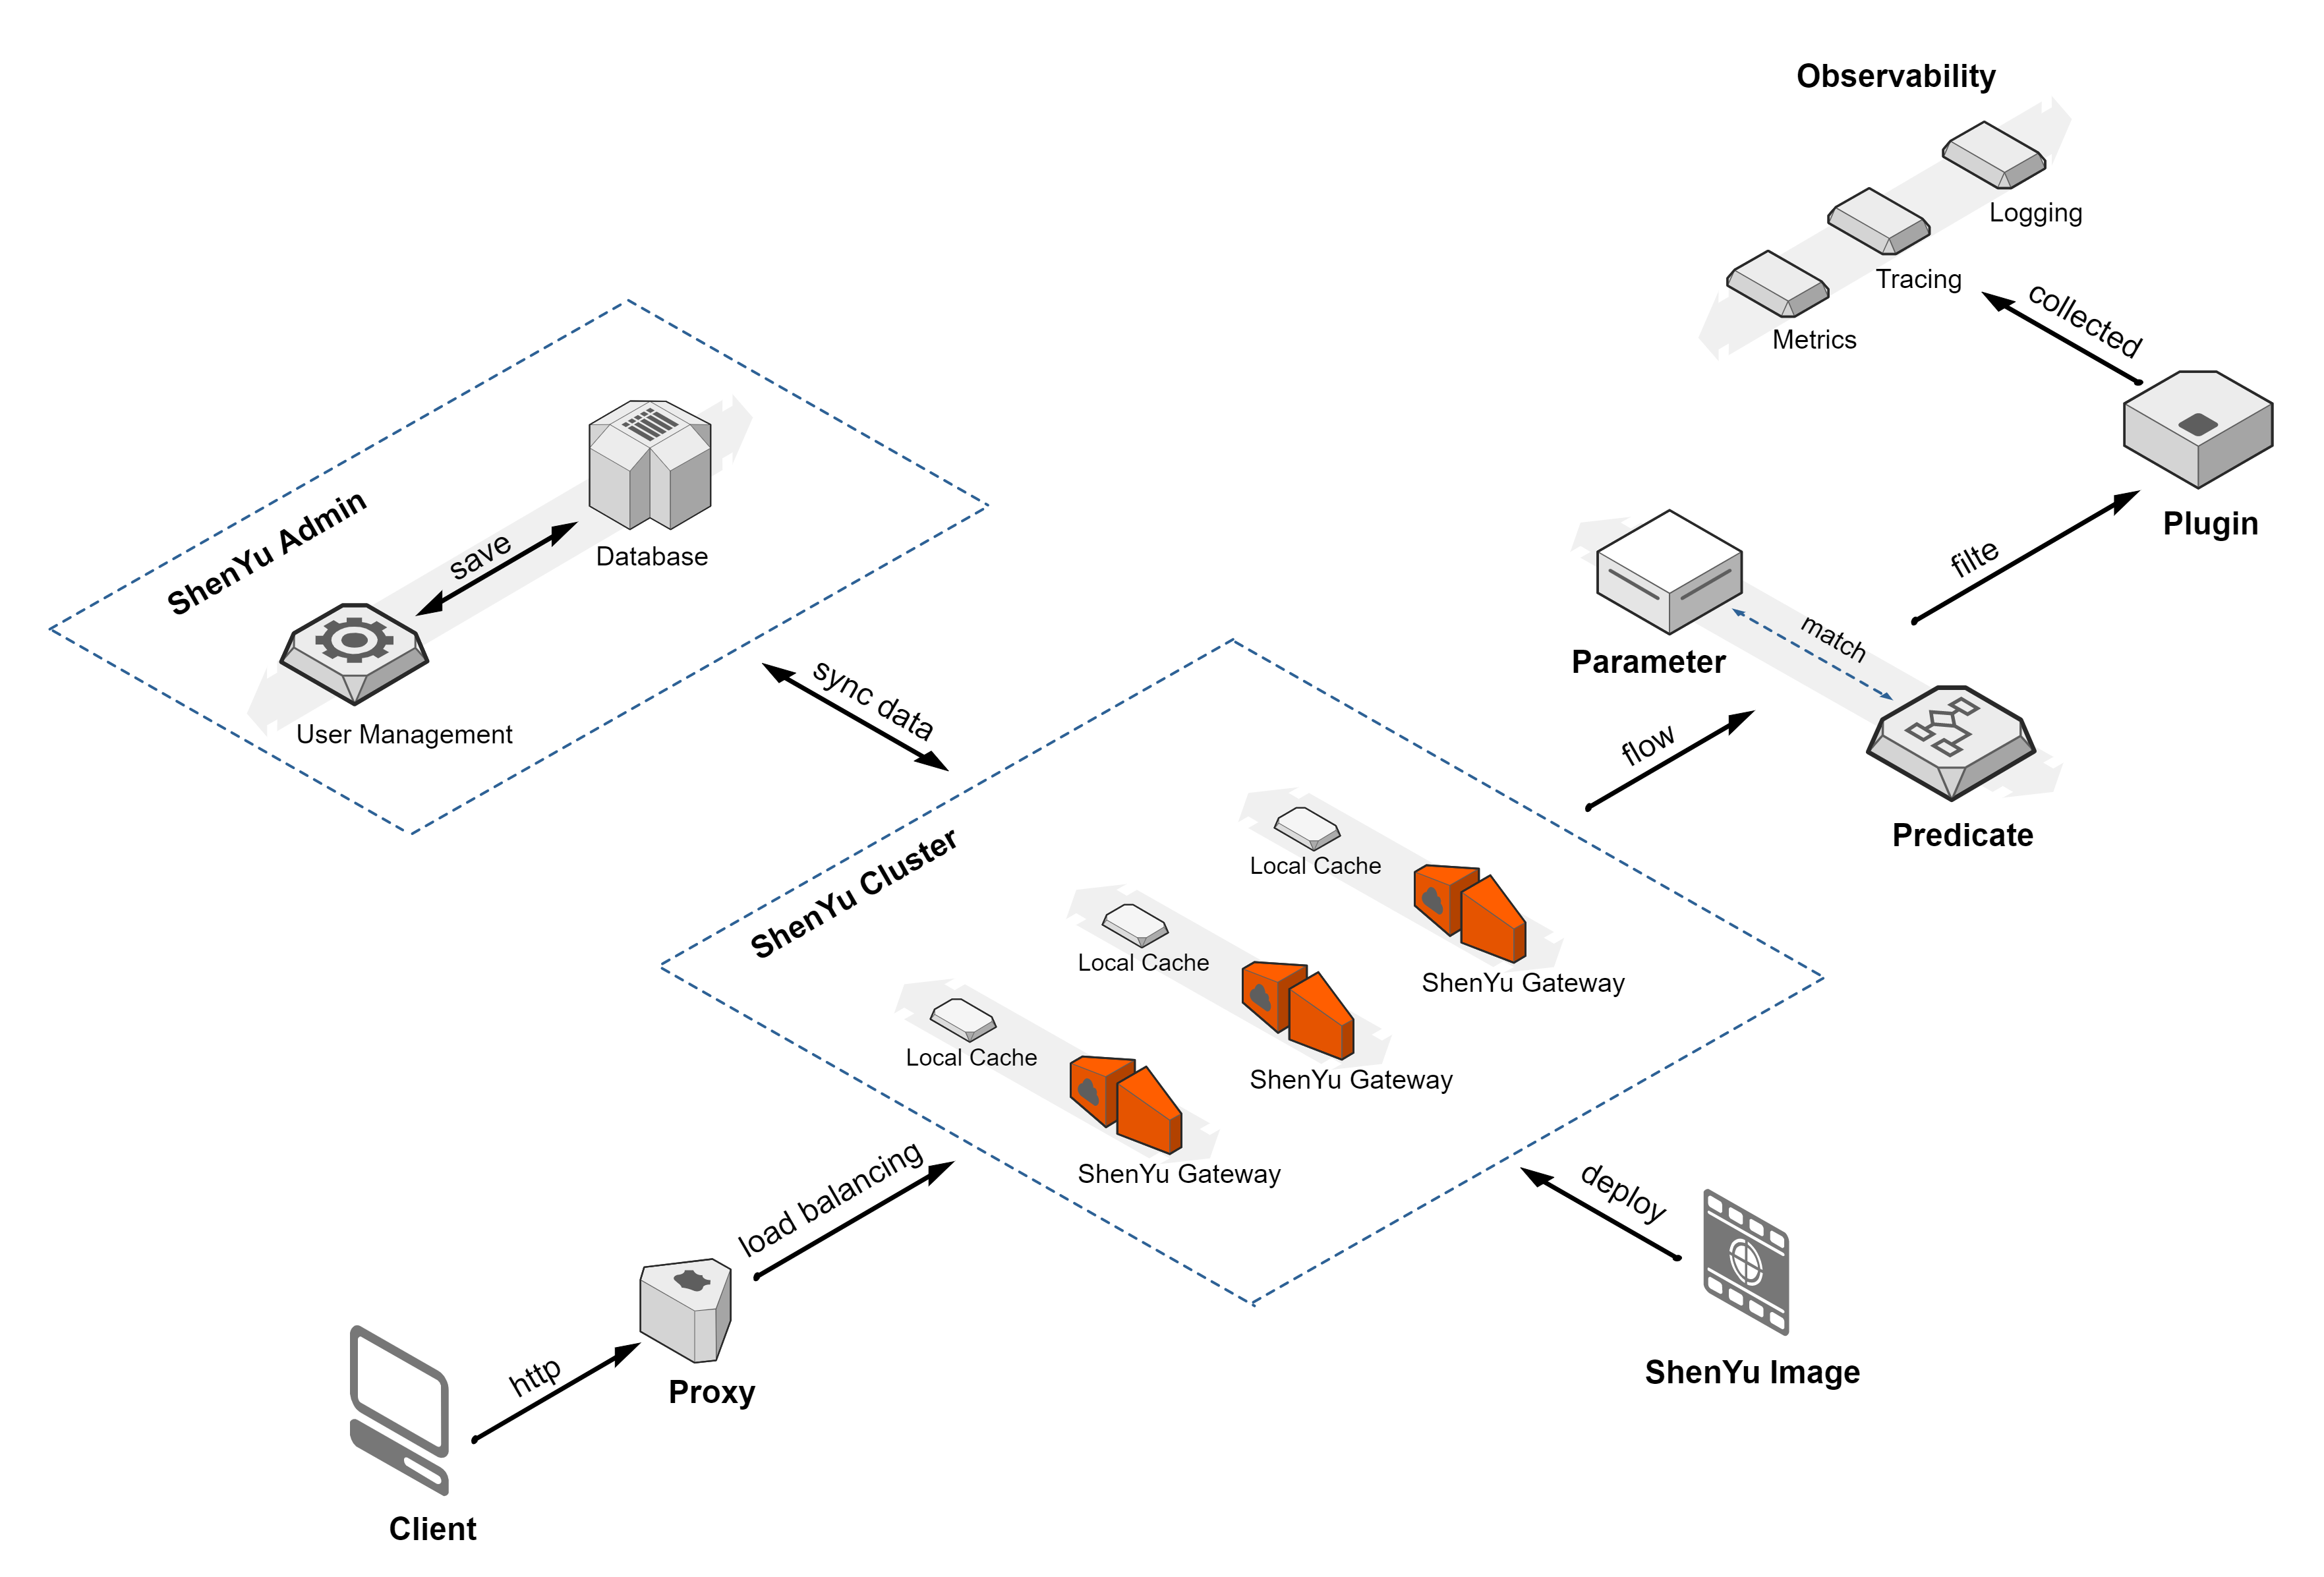 Observability
Logging
Tracing
Metrics
collected
Plugin
filte
Parameter
match
Predicate
flow
ShenYu Admin
save
Database
User Management
sync data
ShenYu Cluster
Local Cache
ShenYu Gateway
Local Cache
ShenYu Gateway
Local Cache
ShenYu Gateway
load balancing
deploy
ShenYu Image
http
Proxy
Client